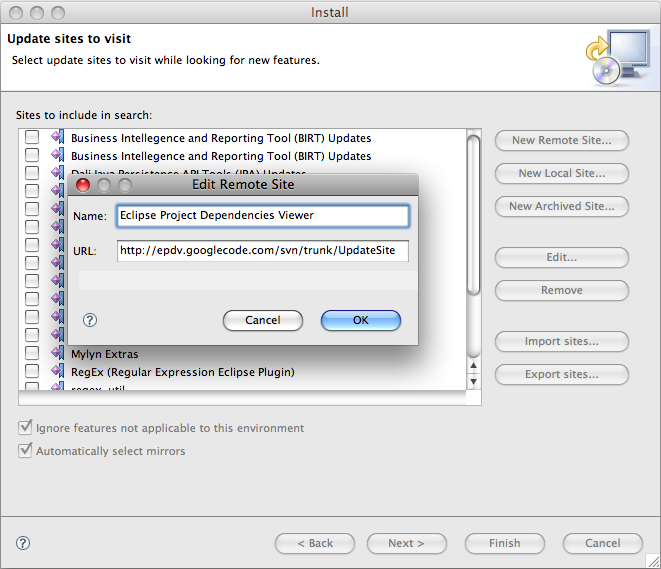 Install
Update sites to visit
Select update sites to visit while looking for new features.
Sites to include in search:
Business Intellegence and Reporting Tool (BIRT) Updates
Business Intellegence and Reporting Tool (BIRT) Updates
Dali Java Persistence API Tools (JPA) Updates
Edit Remote Site
Name: Eclipse Project Dependencies Viewer
URL: http://epdv.googlecode.com/svn/trunk/UpdateSite
? Cancel OK
Mylyn Extras
RegEx (Regular Expression Eclipse Plugin)
regex util
New Remote Site...
New Local Site...
New Archived Site...
Edit...
Remove
Import sites...
Export sites...
Ignore features not applicable to this environment
Automatically select mirrors
? < Back Next > Finish Cancel